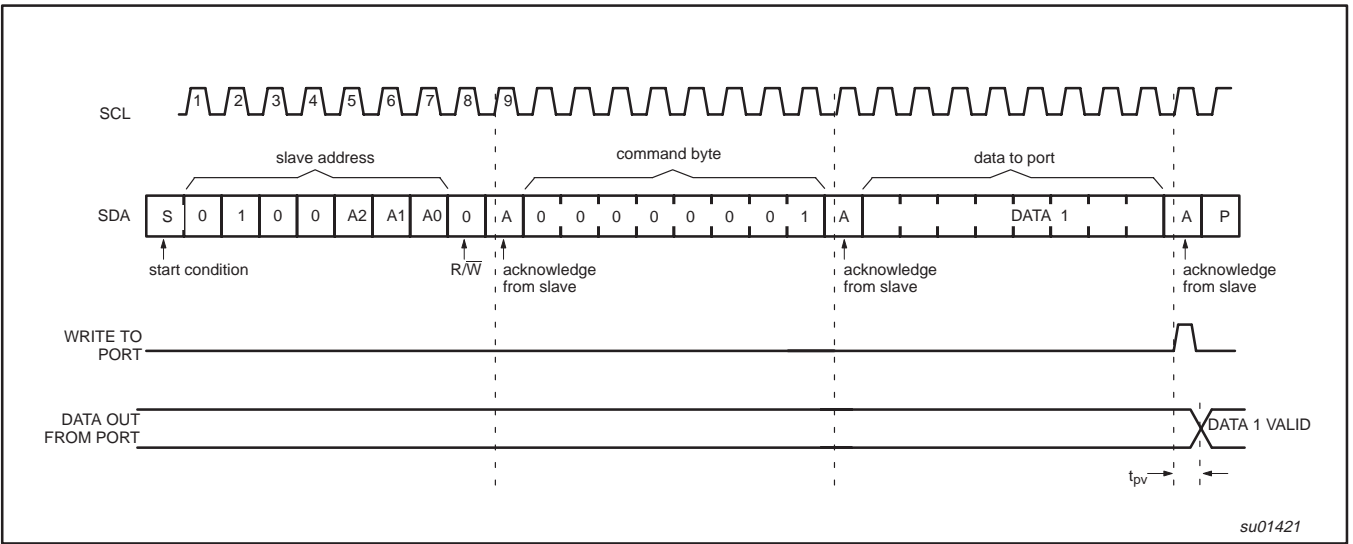 SCL 1 2 3 4 5 6 7 8 9
slave address command byte data to port
SDA S 0 1 0 0 A2 A1 A0 0 A 0 0 0 0 0 0 0 1 A DATA 1 A P
start condition R/W̅ acknowledge from slave acknowledge from slave acknowledge from slave
WRITE TO
PORT
DATA OUT
FROM PORT
DATA 1 VALID
tpv
su01421